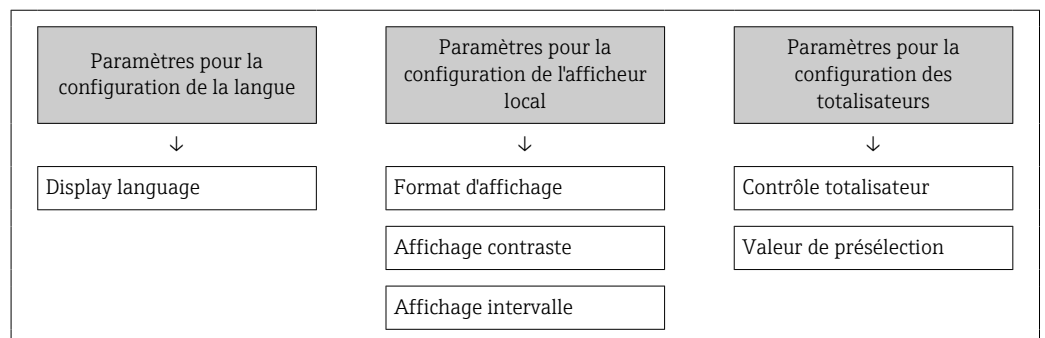 Paramètres pour la
configuration de la langue
Paramètres pour la
configuration de l'afficheur
local
Paramètres pour la
configuration des
totalisateurs
↓
↓
↓
Display language
Format d'affichage
Contrôle totalisateur
Affichage contraste
Valeur de présélection
Affichage intervalle